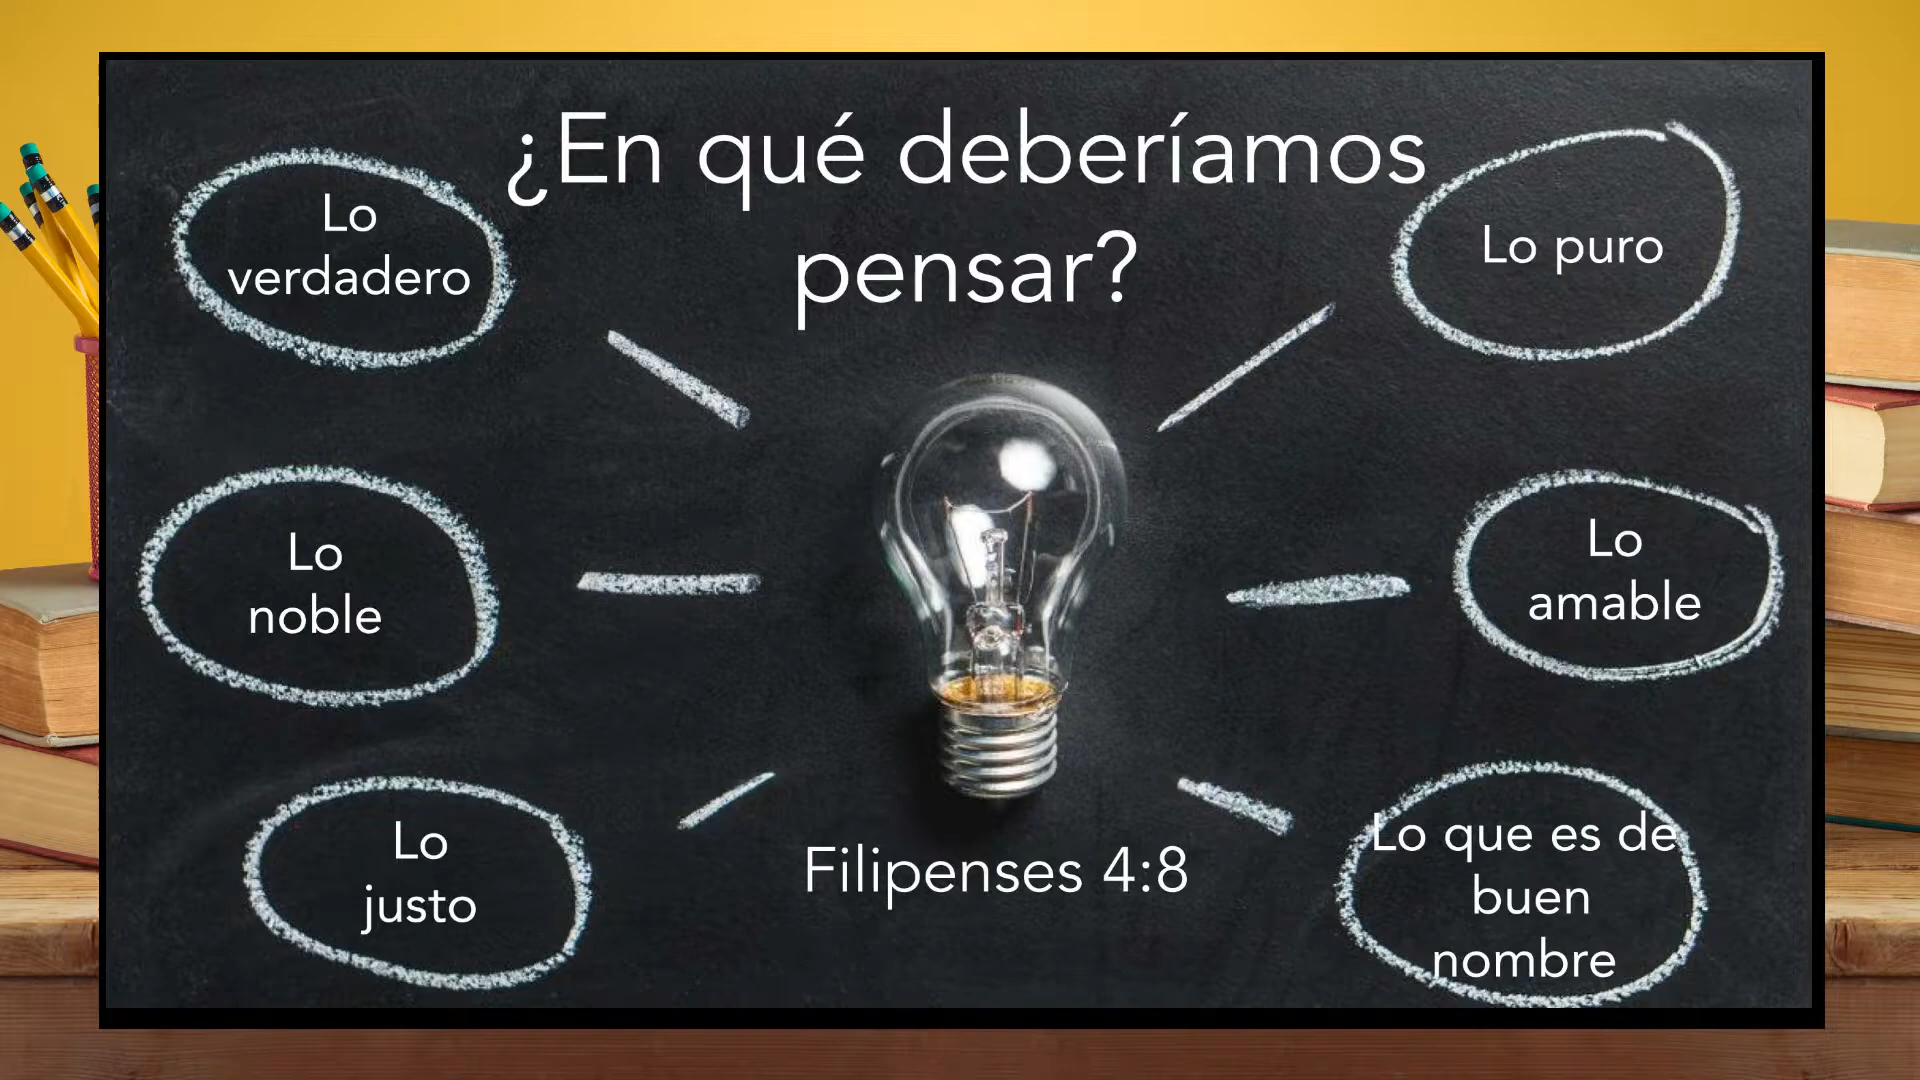 ¿En qué deberíamos
pensar?
Lo
verdadero
Lo puro
Lo
noble
Lo
amable
Lo
justo
Lo que es de
buen
nombre
Filipenses 4:8